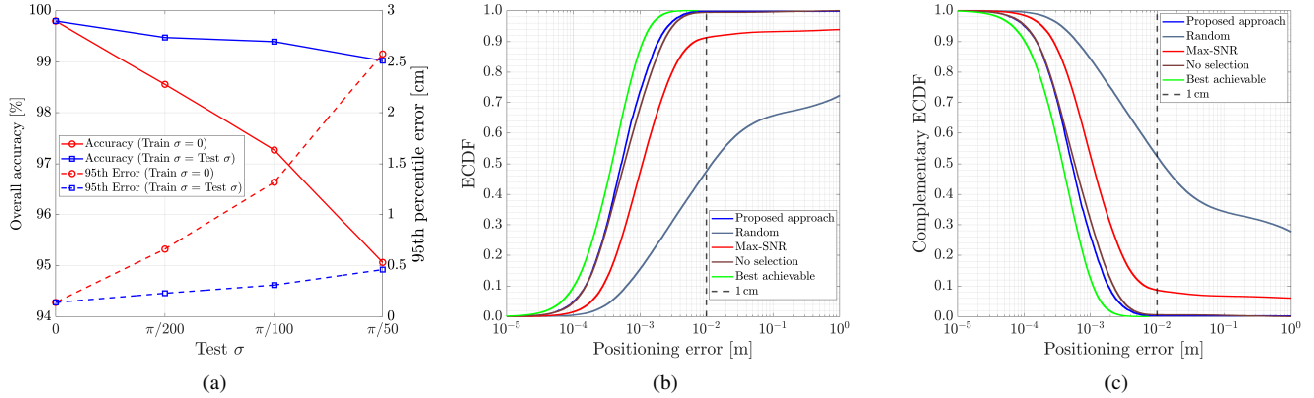 100
99
98
97
96
95
94
Overall accuracy [%]
3
2.5
2
1.5
1
0.5
0
95th percentile error [cm]
Accuracy (Train σ = 0)
Accuracy (Train σ = Test σ)
95th Error (Train σ = 0)
95th Error (Train σ = Test σ)
0 π/200 π/100 π/50
Test σ
(a)
1.0
0.9
0.8
0.7
0.6
0.5
0.4
0.3
0.2
0.1
0.0
ECDF
Proposed approach
Random
Max-SNR
No selection
Best achievable
1 cm
10⁻⁵ 10⁻⁴ 10⁻³ 10⁻² 10⁻¹ 10⁰
Positioning error [m]
(b)
1.0
0.9
0.8
0.7
0.6
0.5
0.4
0.3
0.2
0.1
0.0
Complementary ECDF
Proposed approach
Random
Max-SNR
No selection
Best achievable
1 cm
10⁻⁵ 10⁻⁴ 10⁻³ 10⁻² 10⁻¹ 10⁰
Positioning error [m]
(c)